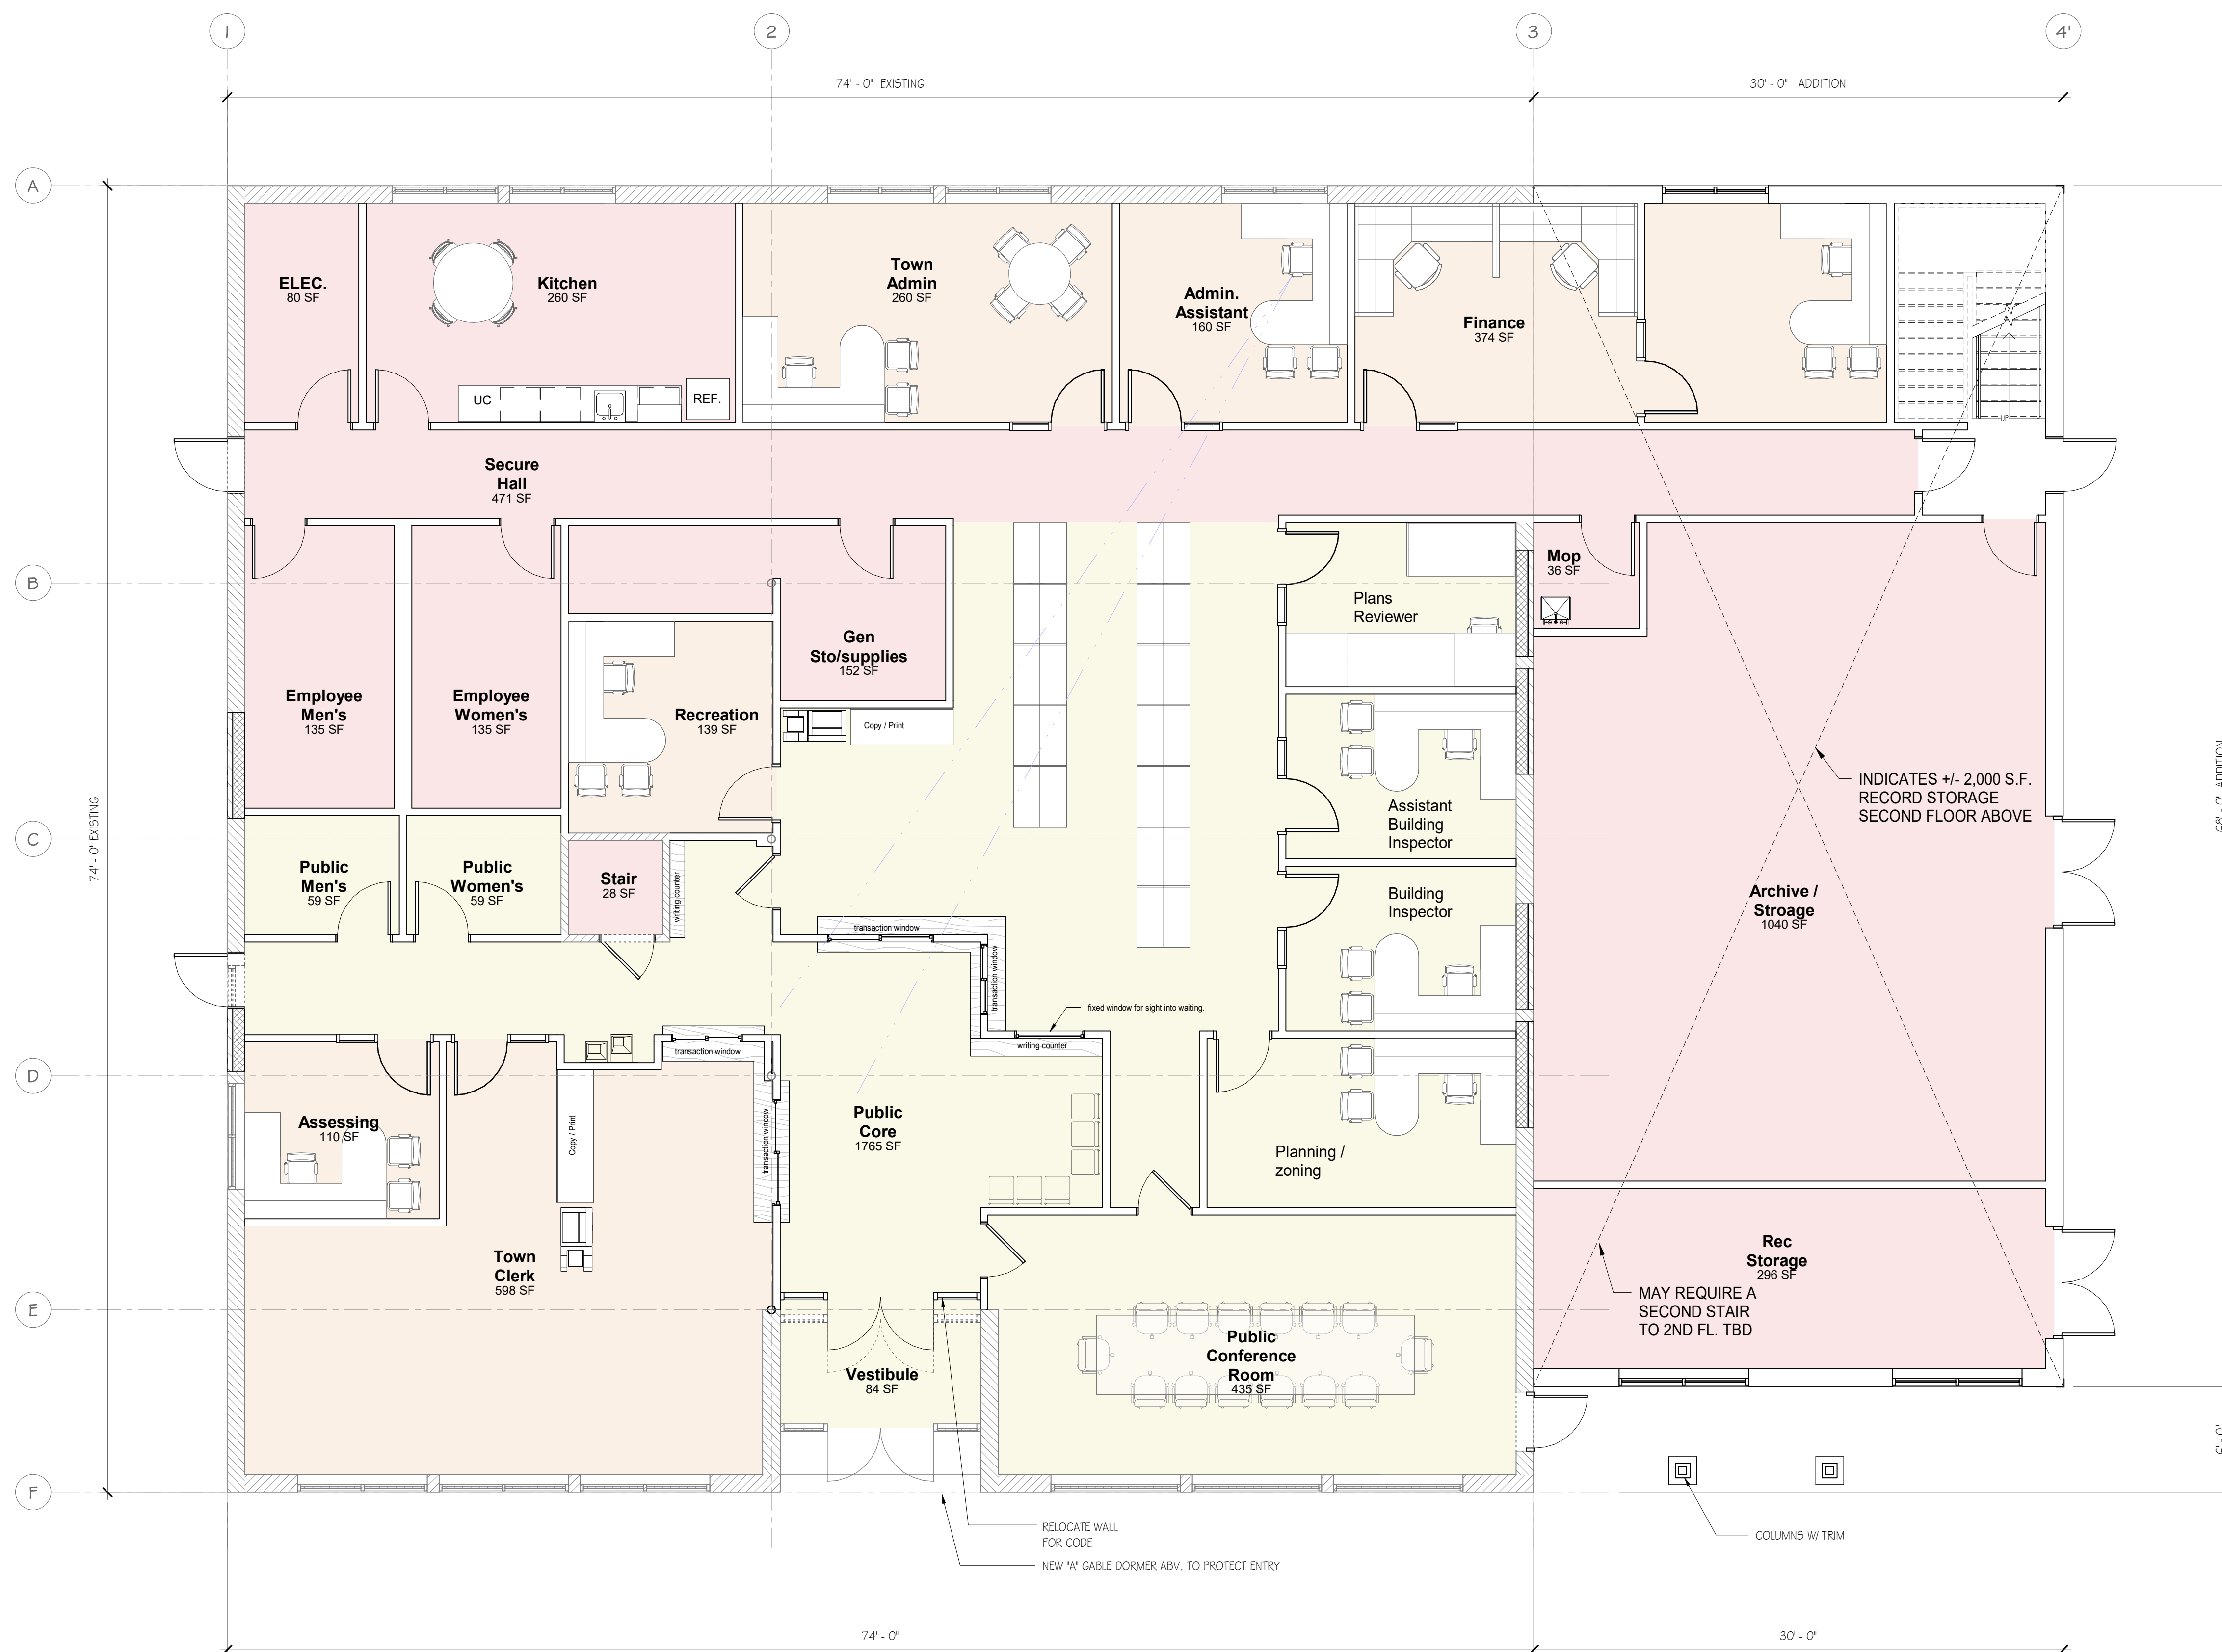 1
2
3
4'
74' - 0" EXISTING
30' - 0" ADDITION
A
ELEC.
80 SF
Kitchen
260 SF
UC
REF.
Town
Admin
260 SF
Admin.
Assistant
160 SF
Finance
374 SF
Secure
Hall
471 SF
B
Mop
36 SF
Plans
Reviewer
Gen
Sto/supplies
152 SF
Employee
Men's
135 SF
Employee
Women's
135 SF
Recreation
139 SF
Copy / Print
INDICATES +/- 2,000 S.F.
RECORD STORAGE
SECOND FLOOR ABOVE
68' - 0" ADDITION
74' - 0" EXISTING
Assistant
Building
Inspector
C
Public
Men's
59 SF
Public
Women's
59 SF
Stair
28 SF
writing counter
Building
Inspector
Archive /
Stroage
1040 SF
transaction window
transaction window
fixed window for sight into waiting.
writing counter
transaction window
D
Assessing
110 SF
Copy / Print
transaction window
Public
Core
1765 SF
Planning /
zoning
Town
Clerk
598 SF
Rec
Storage
296 SF
MAY REQUIRE A
SECOND STAIR
TO 2ND FL. TBD
E
Vestibule
84 SF
Public
Conference
Room
435 SF
6' - 0"
F
RELOCATE WALL
FOR CODE
COLUMNS W/ TRIM
NEW "A" GABLE DORMER ABV. TO PROTECT ENTRY
74' - 0"
30' - 0"